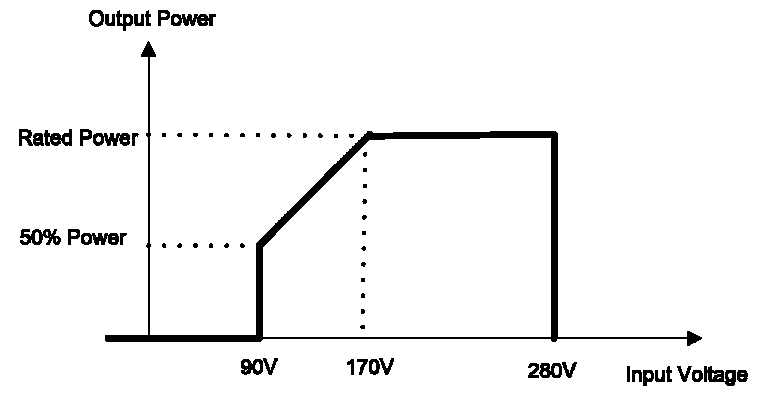 Output Power
Rated Power
50% Power
90V
170V
280V
Input Voltage